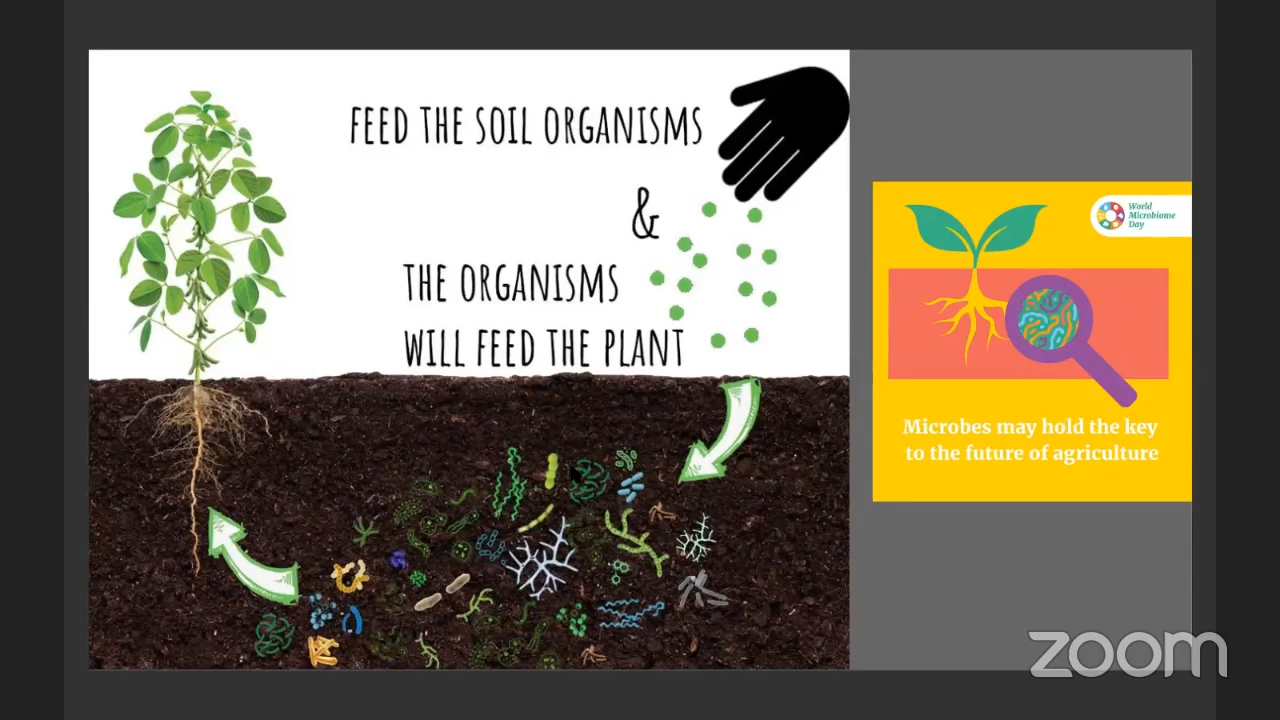 FEED THE SOIL ORGANISMS
&
THE ORGANISMS
WILL FEED THE PLANT
World
Microbiome
Day
Microbes may hold the key
to the future of agriculture
zoom